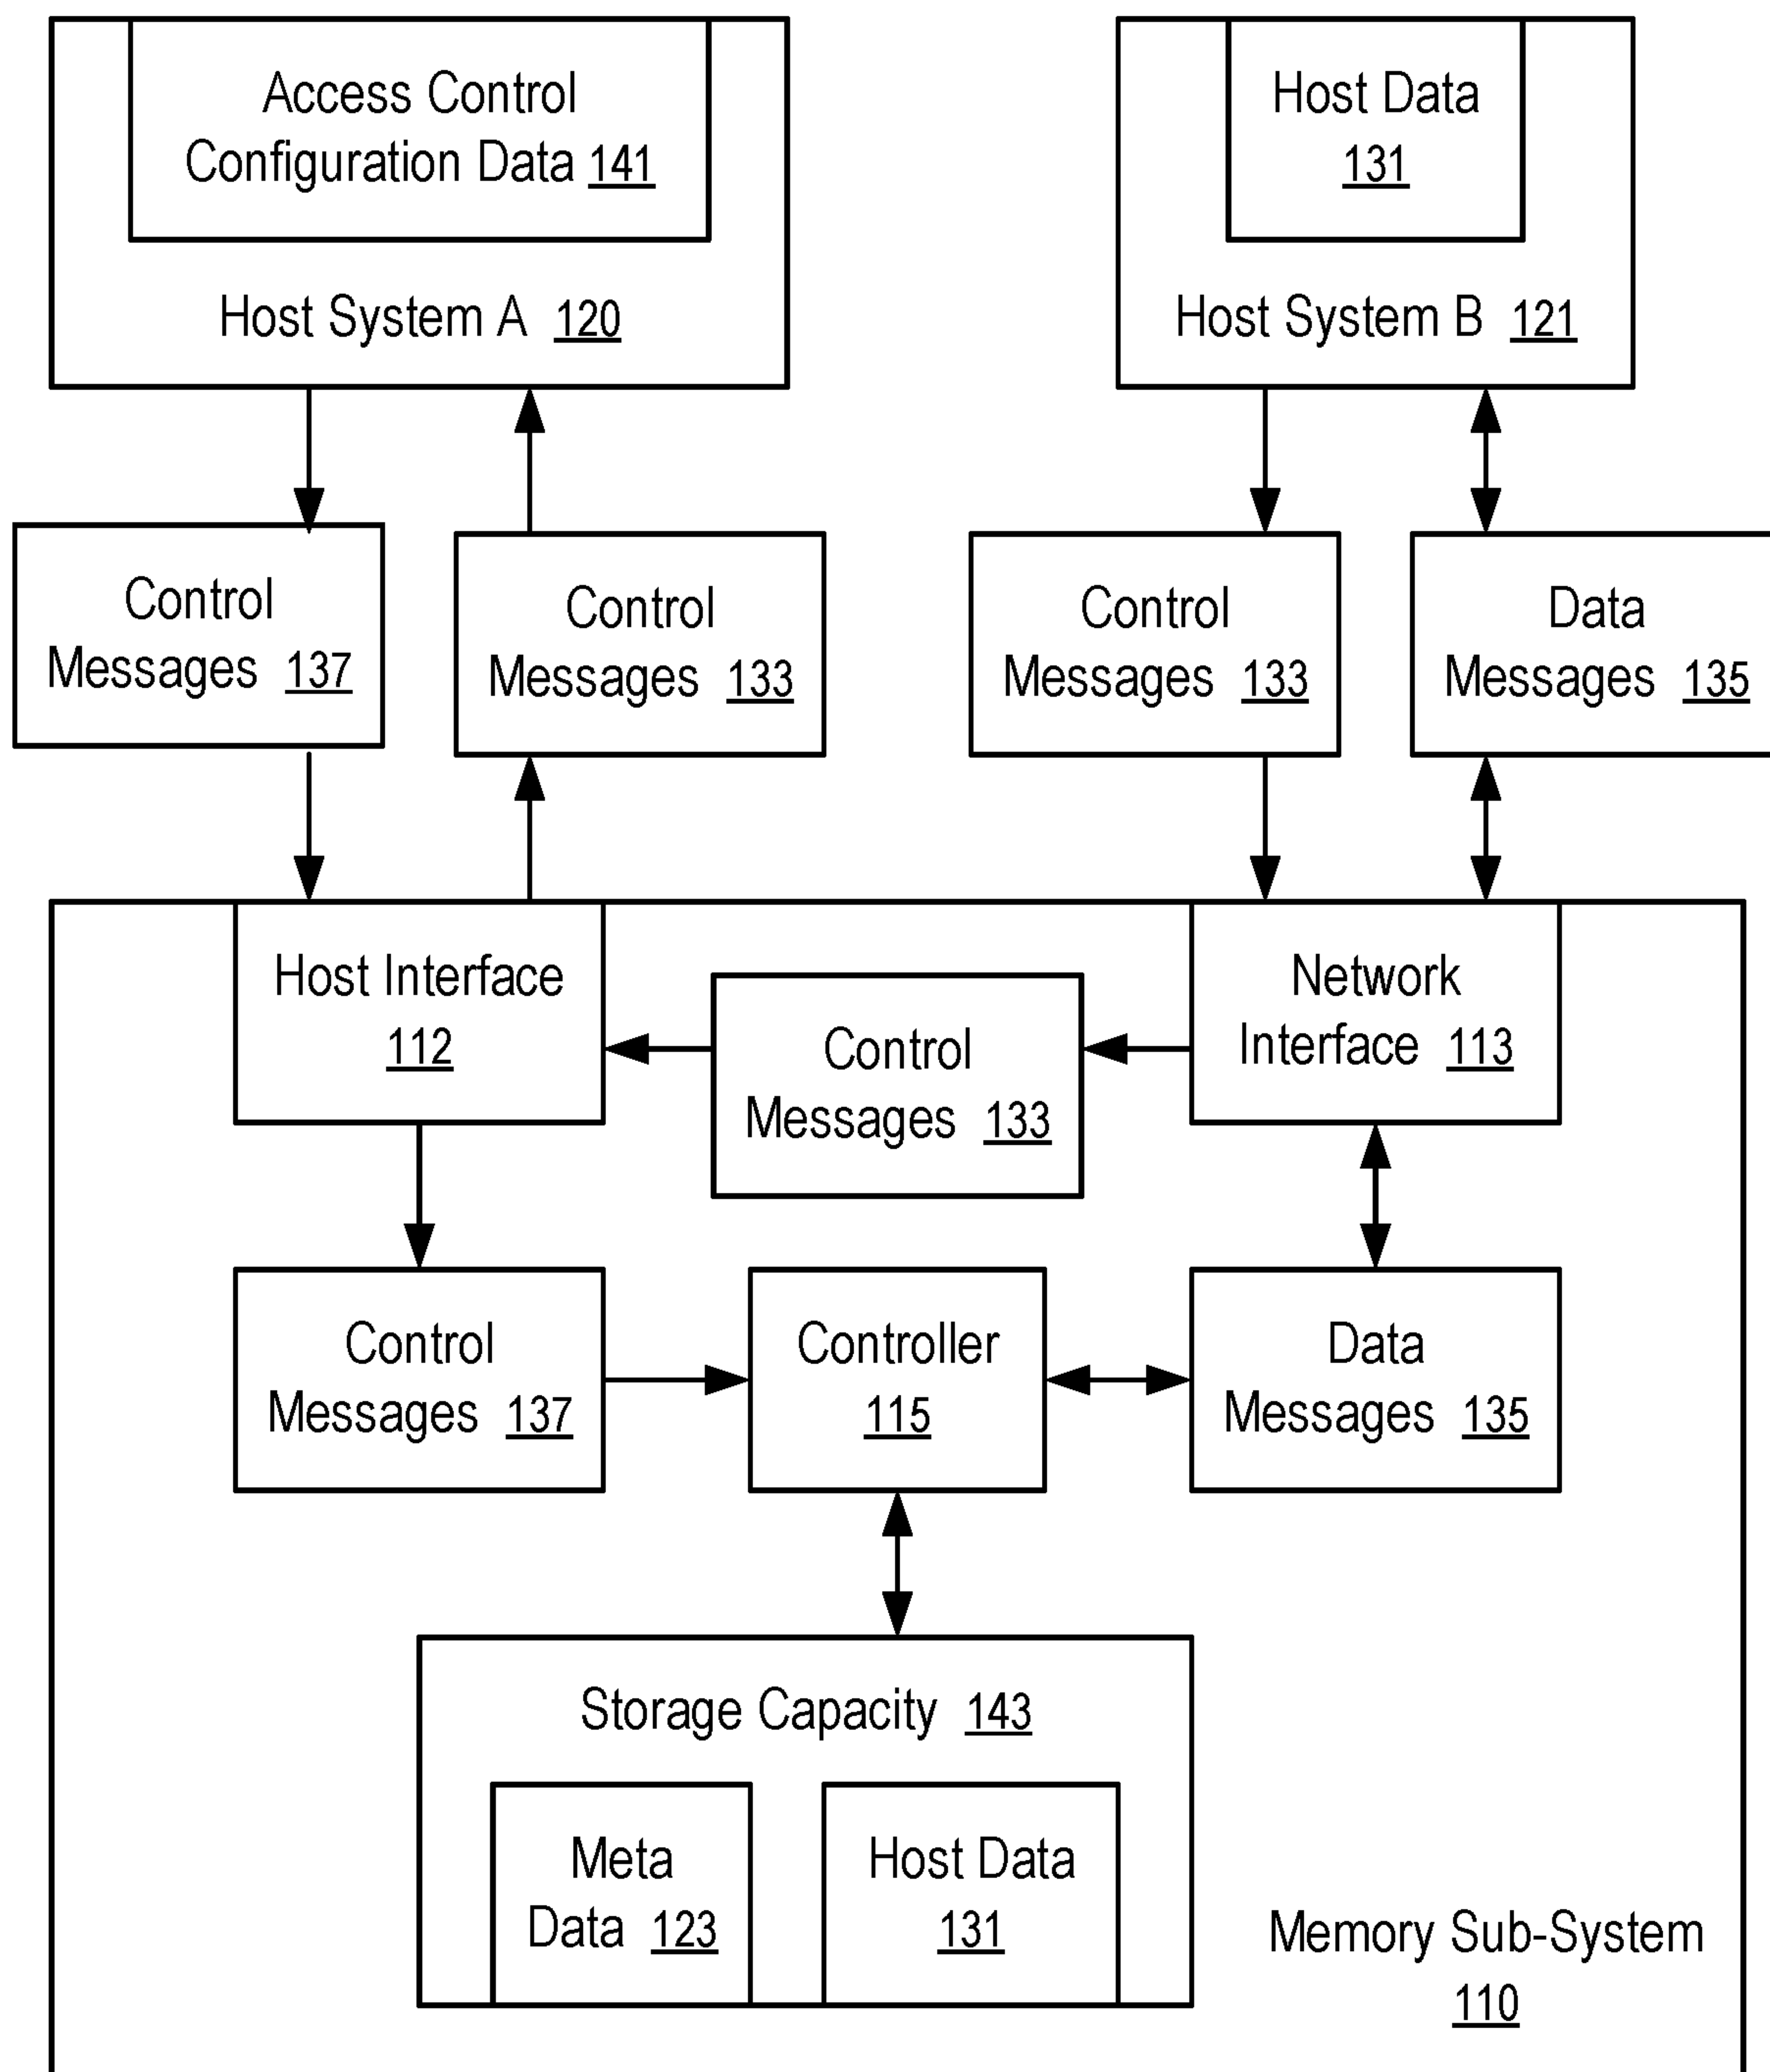 Access Control
Configuration Data 141
Host System A 120
Host Data
131
Host System B 121
Control
Messages 137
Control
Messages 133
Control
Messages 133
Data
Messages 135
Host Interface
112
Control
Messages 133
Network
Interface 113
Control
Messages 137
Controller
115
Data
Messages 135
Storage Capacity 143
Meta
Data 123
Host Data
131
Memory Sub-System
110